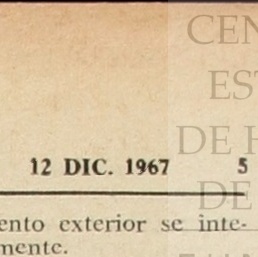 CEN
EST
DE H
12 DIC. 1967 5
DE
ento exterior se inte-
mente.